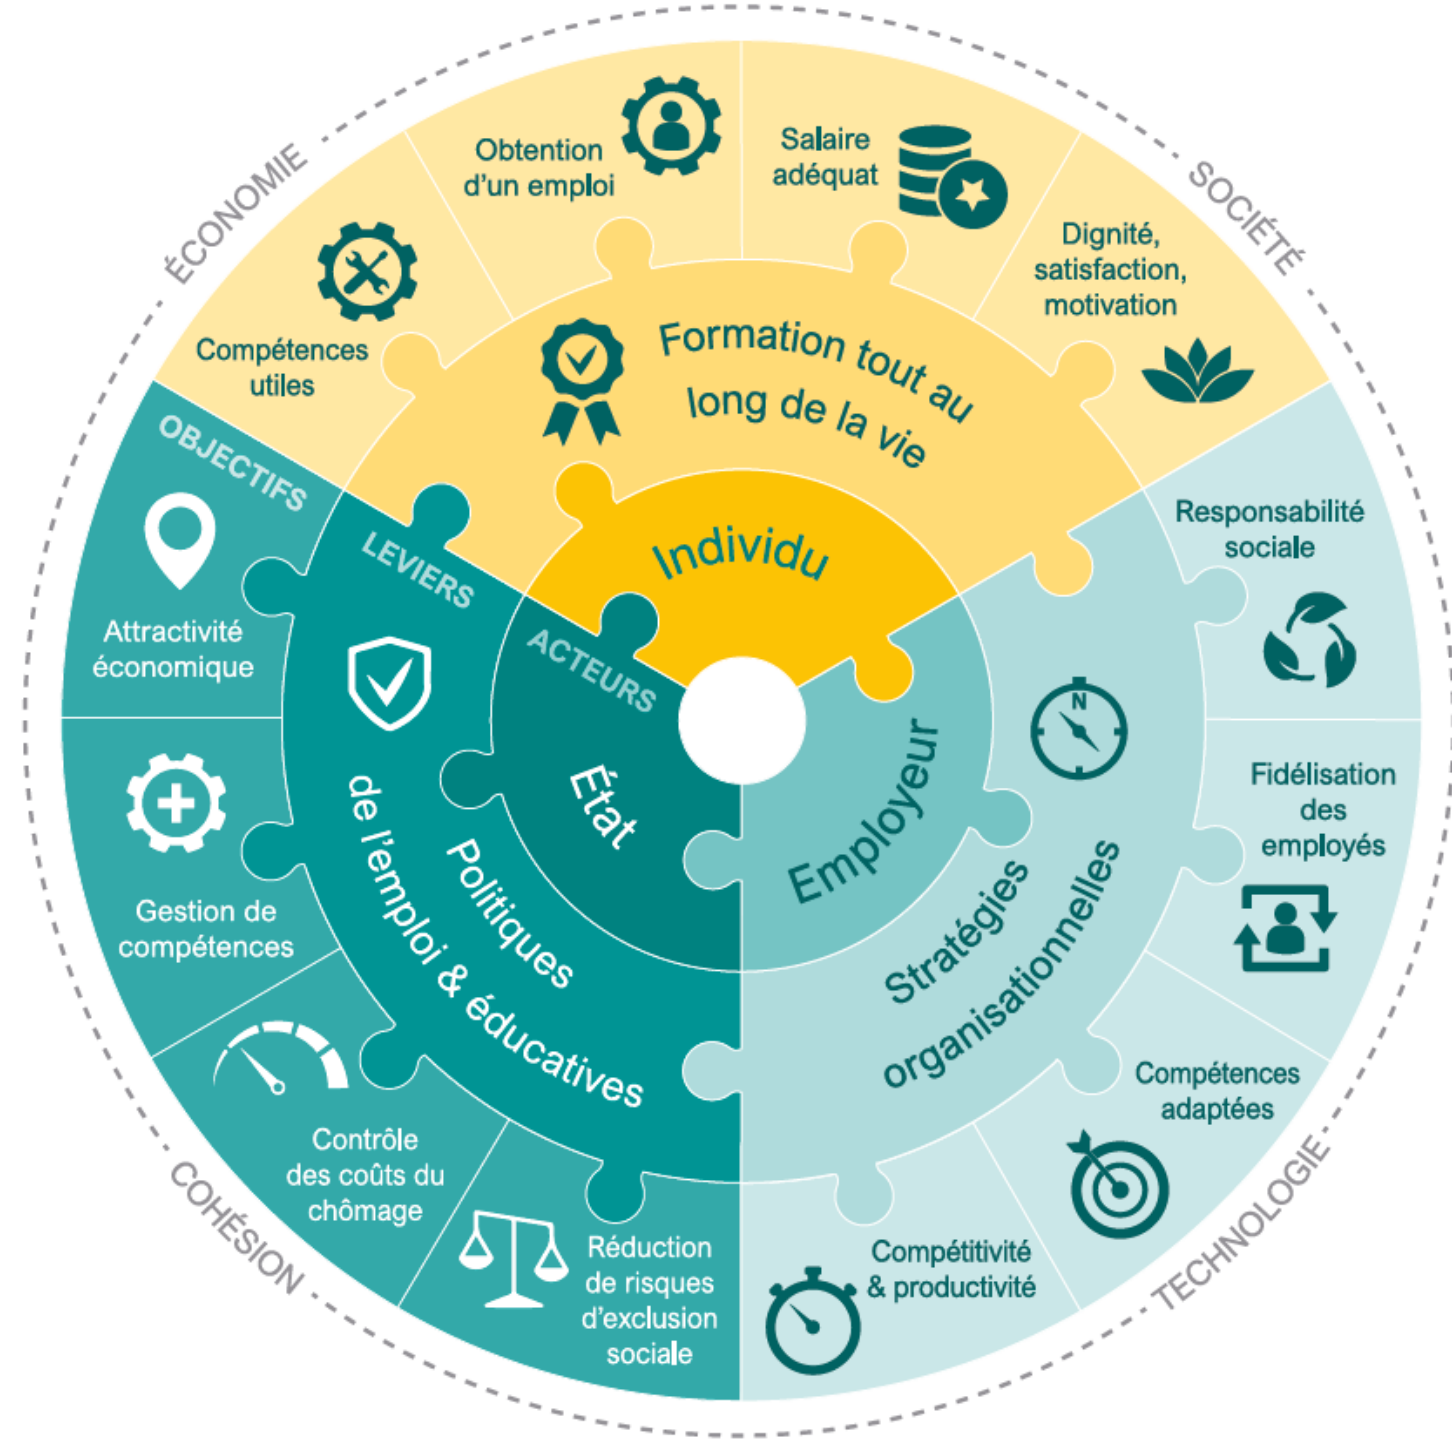 ÉCONOMIE
SOCIÉTÉ
Obtention
d'un emploi
Salaire
adéquat
Dignité,
satisfaction,
motivation
Compétences
utiles
Formation tout au
long de la vie
Individu
OBJECTIFS
LEVIERS
ACTEURS
Attractivité
économique
Gestion de
compétences
Contrôle
des coûts du
chômage
Réduction
de risques
d'exclusion
sociale
Politiques
de l'emploi & éducatives
État
Employeur
N
Stratégies
organisationnelles
Responsabilité
sociale
Fidélisation
des
employés
Compétences
adaptées
Compétitivité
& productivité
COHÉSION
TECHNOLOGIE